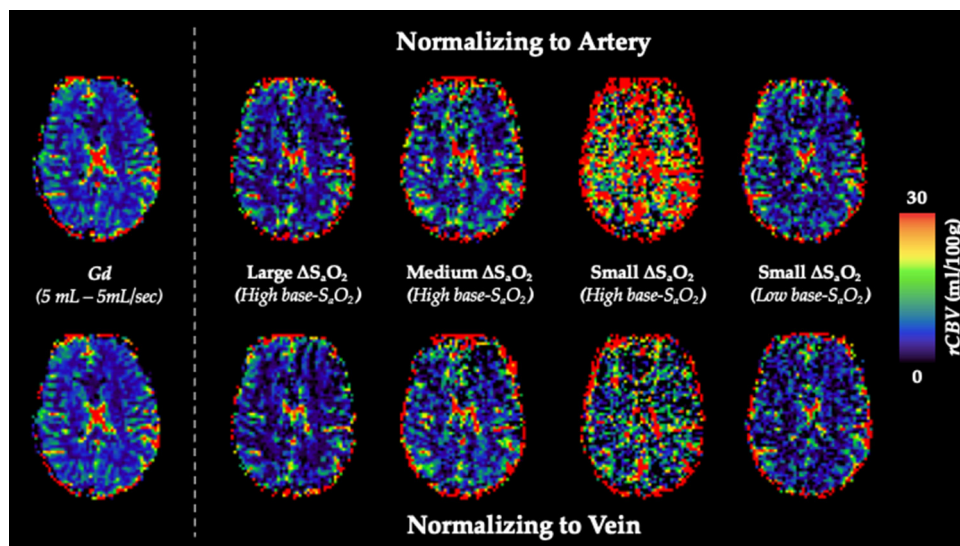 Normalizing to Artery
Gd
(5 mL – 5mL/sec)
Large ΔSₐO₂
(High base-SₐO₂)
Medium ΔSₐO₂
(High base-SₐO₂)
Small ΔSₐO₂
(High base-SₐO₂)
Small ΔSₐO₂
(Low base-SₐO₂)
30
rCBV (ml/100g)
0
Normalizing to Vein